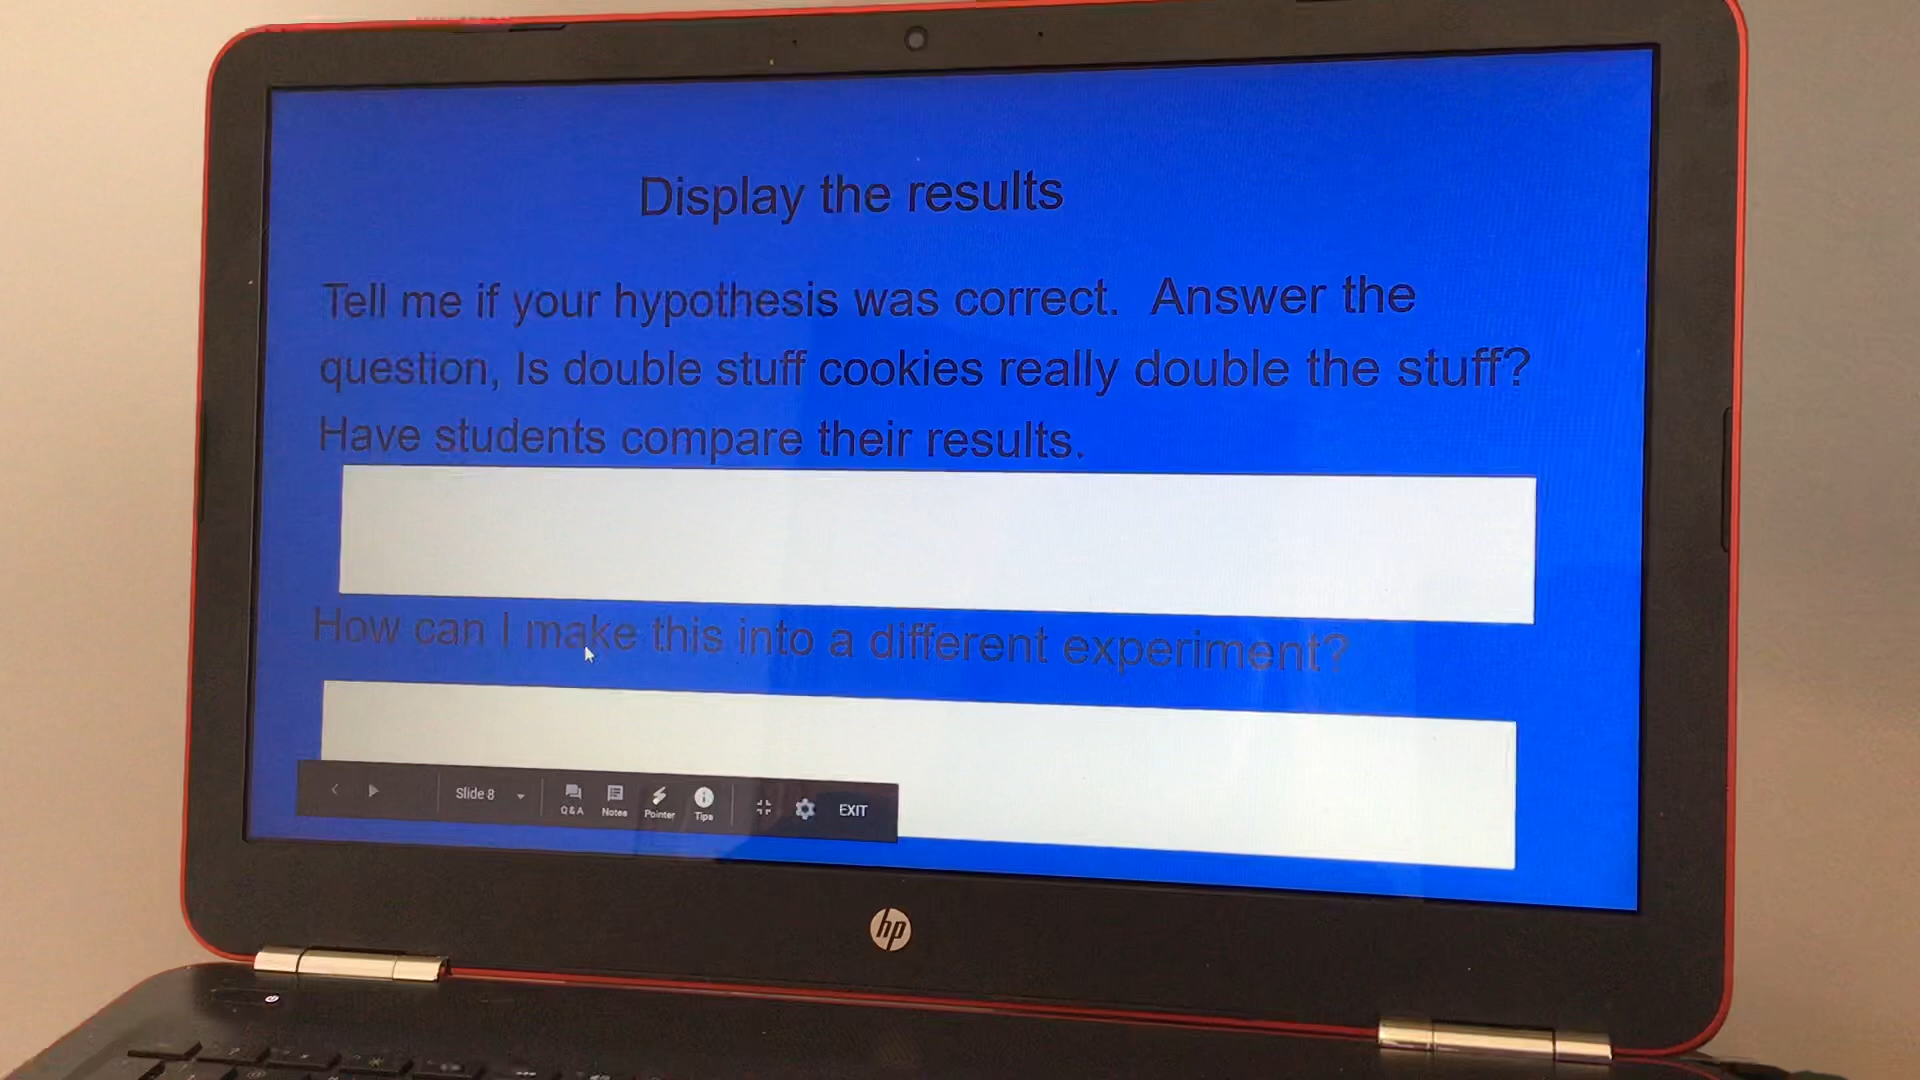 Display the results
Tell me if your hypothesis was correct. Answer the
question, Is double stuff cookies really double the stuff?
Have students compare their results.
How can I make this into a different experiment?
Slide 8
Q&A
Notes
Pointer
Tips
EXIT
hp